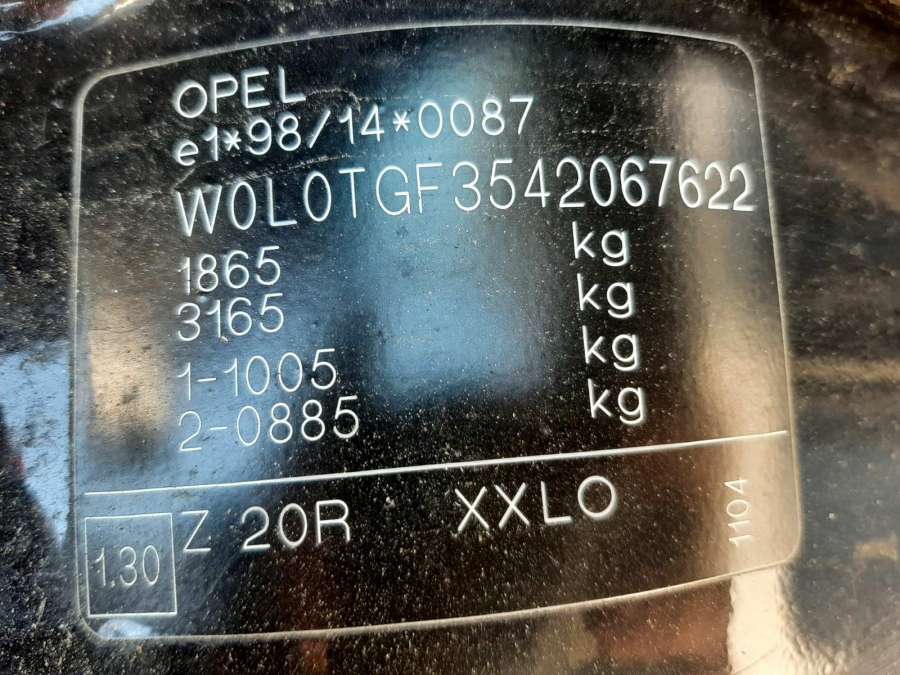 OPEL
e1*98/14*0087
W0L0TGF3542067622
1865 kg
3165 kg
1-1005 kg
2-0885 kg
1.30 Z 20R XXLO 1104